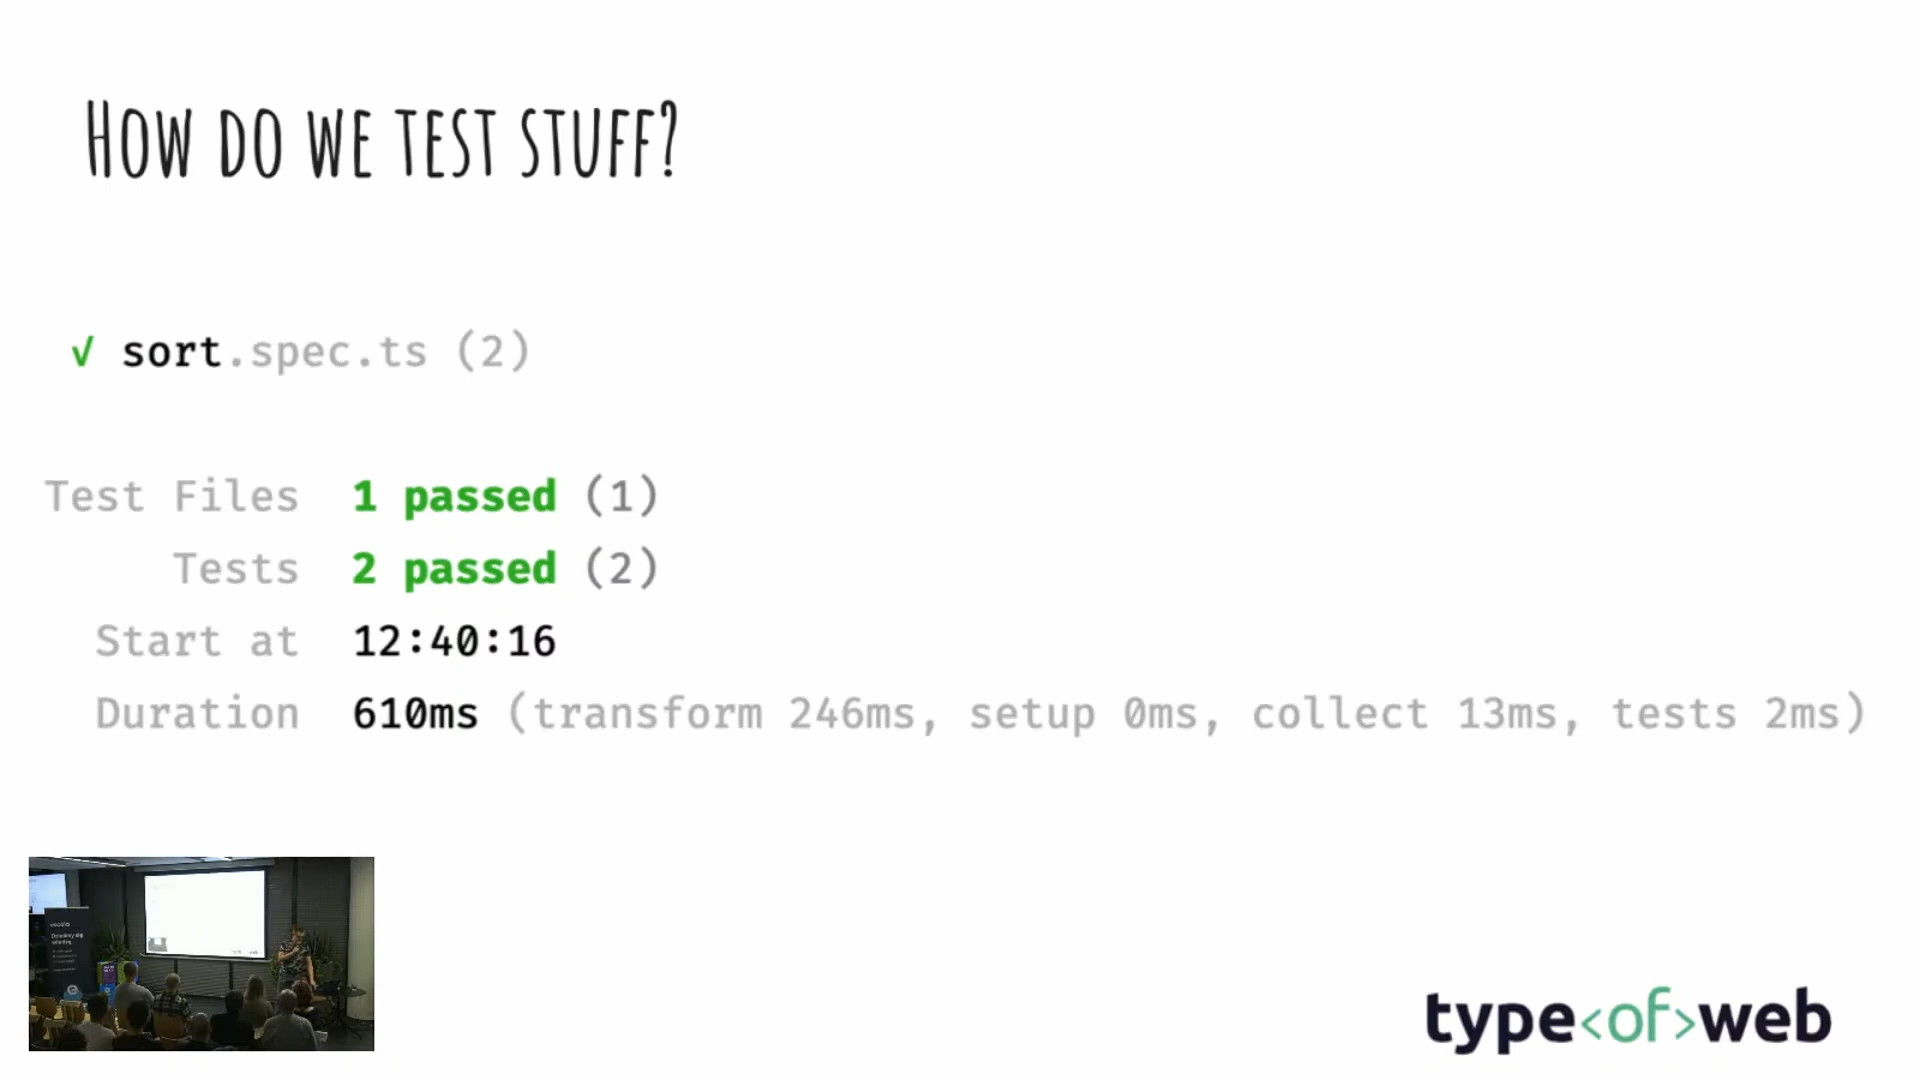 How do we test stuff?
√ sort.spec.ts (2)
Test Files 1 passed (1)
Tests 2 passed (2)
Start at 12:40:16
Duration 610ms (transform 246ms, setup 0ms, collect 13ms, tests 2ms)
type<of>web